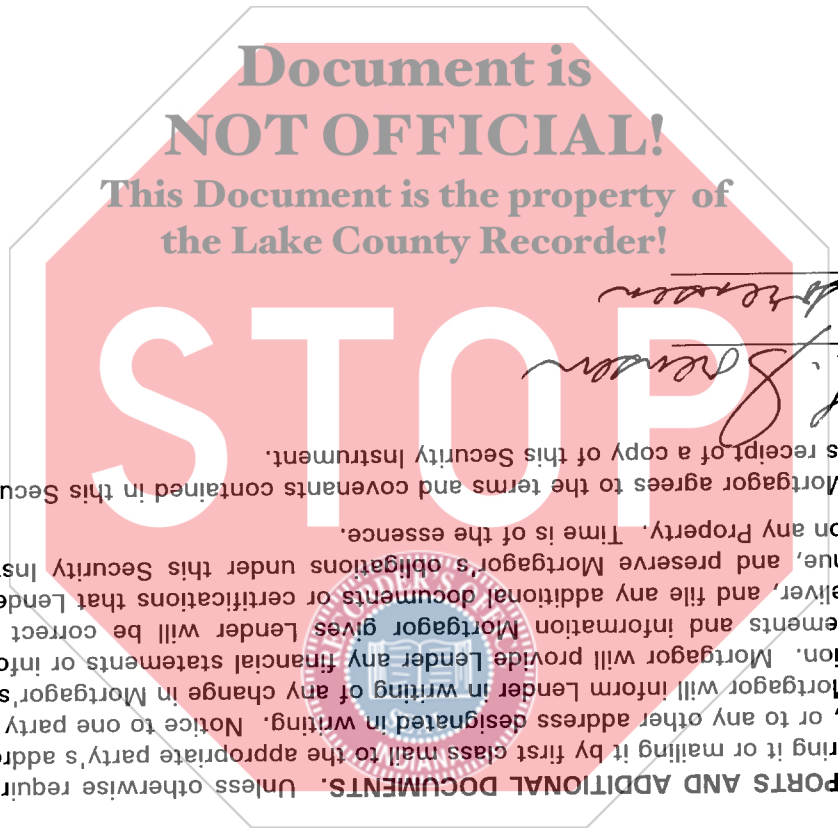 Document is
NOT OFFICIAL!
This Document is the property of
the Lake County Recorder!
STOP
PORTS AND ADDITIONAL DOCUMENTS. Unless otherwise requir
ring it or mailing it by first class mail to the appropriate party's addre
, or to any other address designated in writing. Notice to one party
Mortgagor will inform Lender in writing of any change in Mortgagor's
ion. Mortgagor will provide Lender any financial statements or info
ements and information Mortgagor gives Lender will be correct
eliver, and file any additional documents or certifications that Lende
nue, and preserve Mortgagor's obligations under this Security Inst
on any Property. Time is of the essence.
Mortgagor agrees to the terms and covenants contained in this Secu
s receipt of a copy of this Security Instrument.
Sorensen
Sorensen